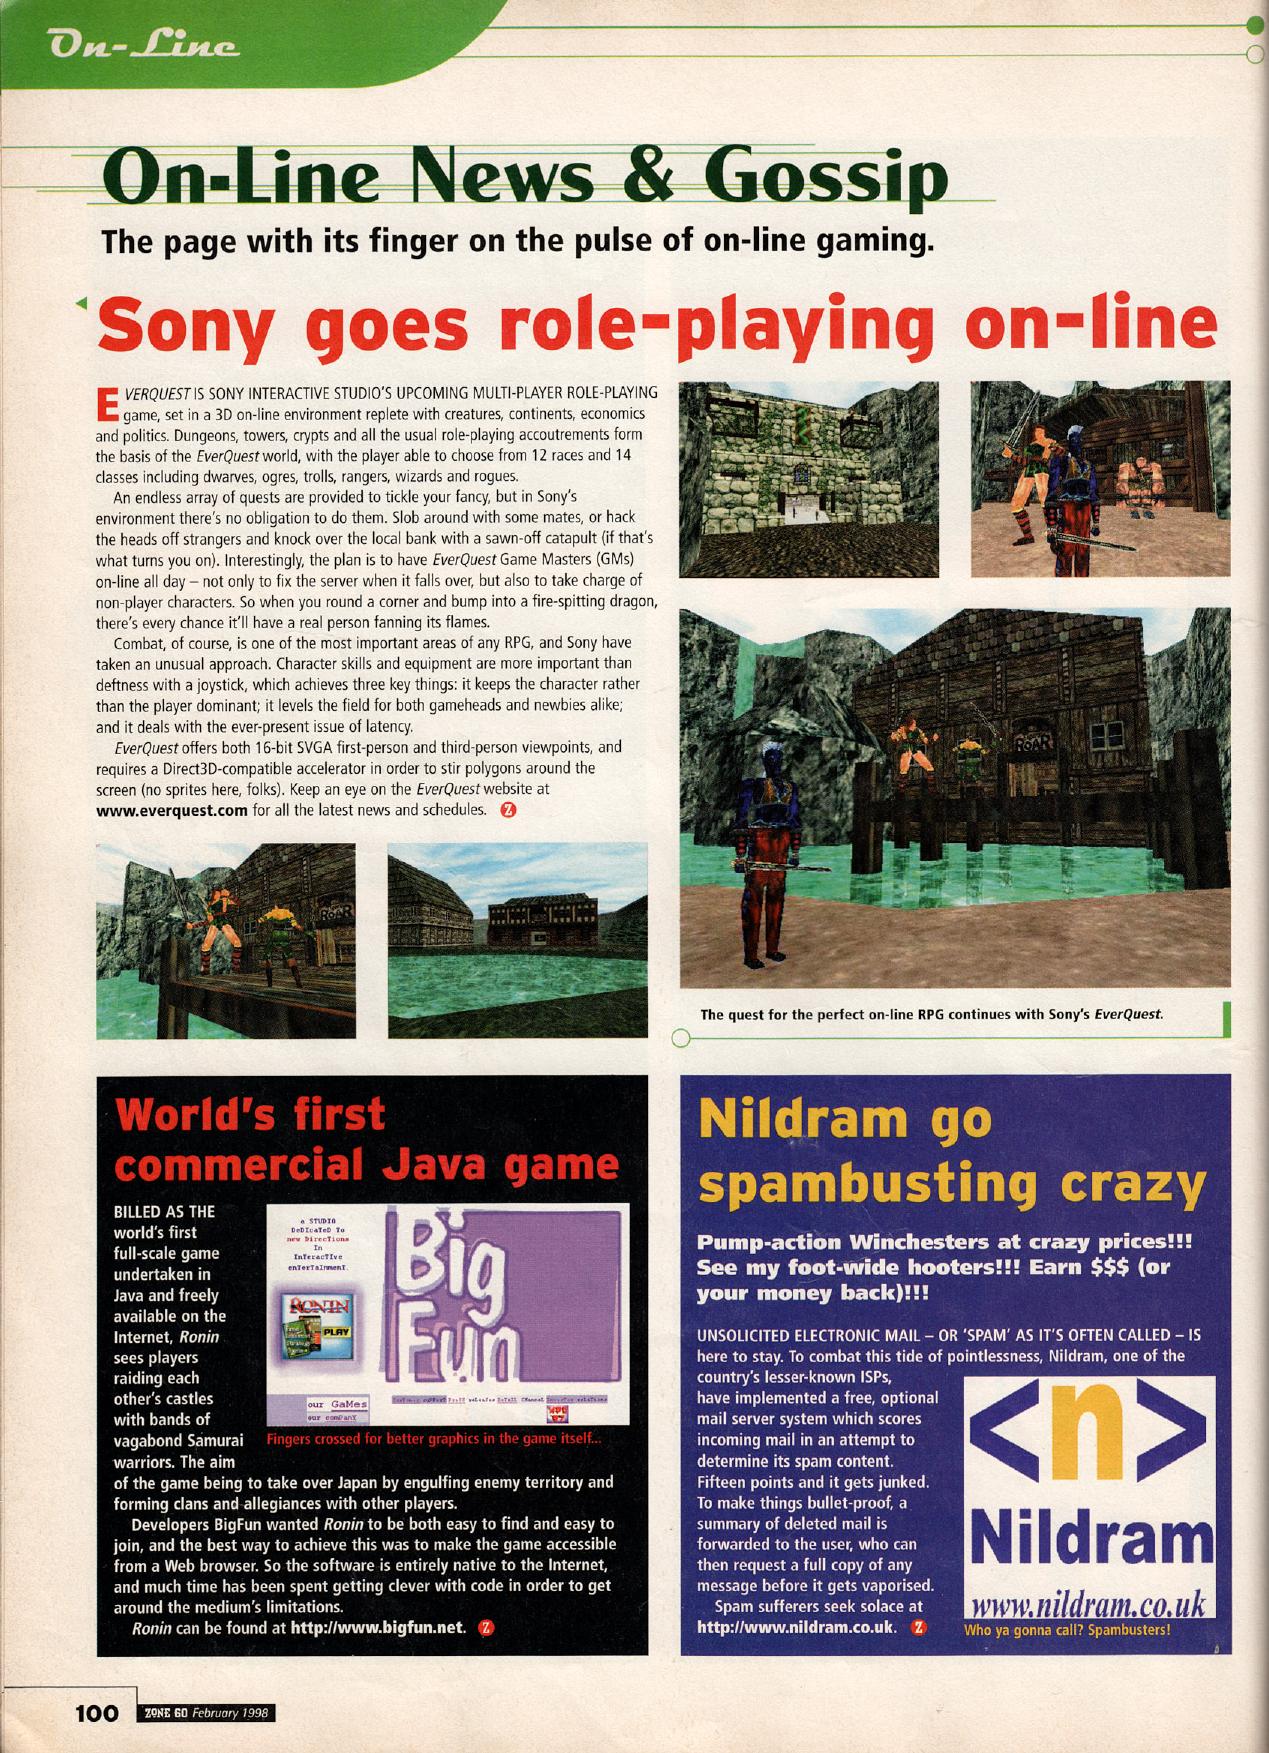 On-Line
On-Line News & Gossip
The page with its finger on the pulse of on-line gaming.
Sony goes role-playing on-line
EVERQUEST IS SONY INTERACTIVE STUDIO'S UPCOMING MULTI-PLAYER ROLE-PLAYING
game, set in a 3D on-line environment replete with creatures, continents, economics
and politics. Dungeons, towers, crypts and all the usual role-playing accoutrements form
the basis of the EverQuest world, with the player able to choose from 12 races and 14
classes including dwarves, ogres, trolls, rangers, wizards and rogues.
An endless array of quests are provided to tickle your fancy, but in Sony's
environment there's no obligation to do them. Slob around with some mates, or hack
the heads off strangers and knock over the local bank with a sawn-off catapult (if that's
what turns you on). Interestingly, the plan is to have EverQuest Game Masters (GMs)
on-line all day – not only to fix the server when it falls over, but also to take charge of
non-player characters. So when you round a corner and bump into a fire-spitting dragon,
there's every chance it'll have a real person fanning its flames.
Combat, of course, is one of the most important areas of any RPG, and Sony have
taken an unusual approach. Character skills and equipment are more important than
deftness with a joystick, which achieves three key things: it keeps the character rather
than the player dominant; it levels the field for both gameheads and newbies alike;
and it deals with the ever-present issue of latency.
EverQuest offers both 16-bit SVGA first-person and third-person viewpoints, and
requires a Direct3D-compatible accelerator in order to stir polygons around the
screen (no sprites here, folks). Keep an eye on the EverQuest website at
www.everquest.com for all the latest news and schedules. Z
ROAR
ROAR
The quest for the perfect on-line RPG continues with Sony's EverQuest.
World's first
commercial Java game
BILLED AS THE
world's first
full-scale game
undertaken in
Java and freely
available on the
Internet, Ronin
sees players
raiding each
other's castles
with bands of
vagabond Samurai
warriors. The aim
of the game being to take over Japan by engulfing enemy territory and
forming clans and allegiances with other players.
Developers BigFun wanted Ronin to be both easy to find and easy to
join, and the best way to achieve this was to make the game accessible
from a Web browser. So the software is entirely native to the Internet,
and much time has been spent getting clever with code in order to get
around the medium's limitations.
Ronin can be found at http://www.bigfun.net. Z
a STUDIO
DeDIcaTeD To
new DirecTions
In
InTeracTIve
enTerTaInmenT.
RONIN
PLAY
Big
Fun
our GaMes
our comPanY
Fingers crossed for better graphics in the game itself...
Nildram go
spambusting crazy
Pump-action Winchesters at crazy prices!!!
See my foot-wide hooters!!! Earn $$$ (or
your money back)!!!
UNSOLICITED ELECTRONIC MAIL – OR 'SPAM' AS IT'S OFTEN CALLED – IS
here to stay. To combat this tide of pointlessness, Nildram, one of the
country's lesser-known ISPs,
have implemented a free, optional
mail server system which scores
incoming mail in an attempt to
determine its spam content.
Fifteen points and it gets junked.
To make things bullet-proof, a
summary of deleted mail is
forwarded to the user, who can
then request a full copy of any
message before it gets vaporised.
Spam sufferers seek solace at
http://www.nildram.co.uk. Z
<n>
Nildram
www.nildram.co.uk
Who ya gonna call? Spambusters!
100 ZONE 60 February 1998